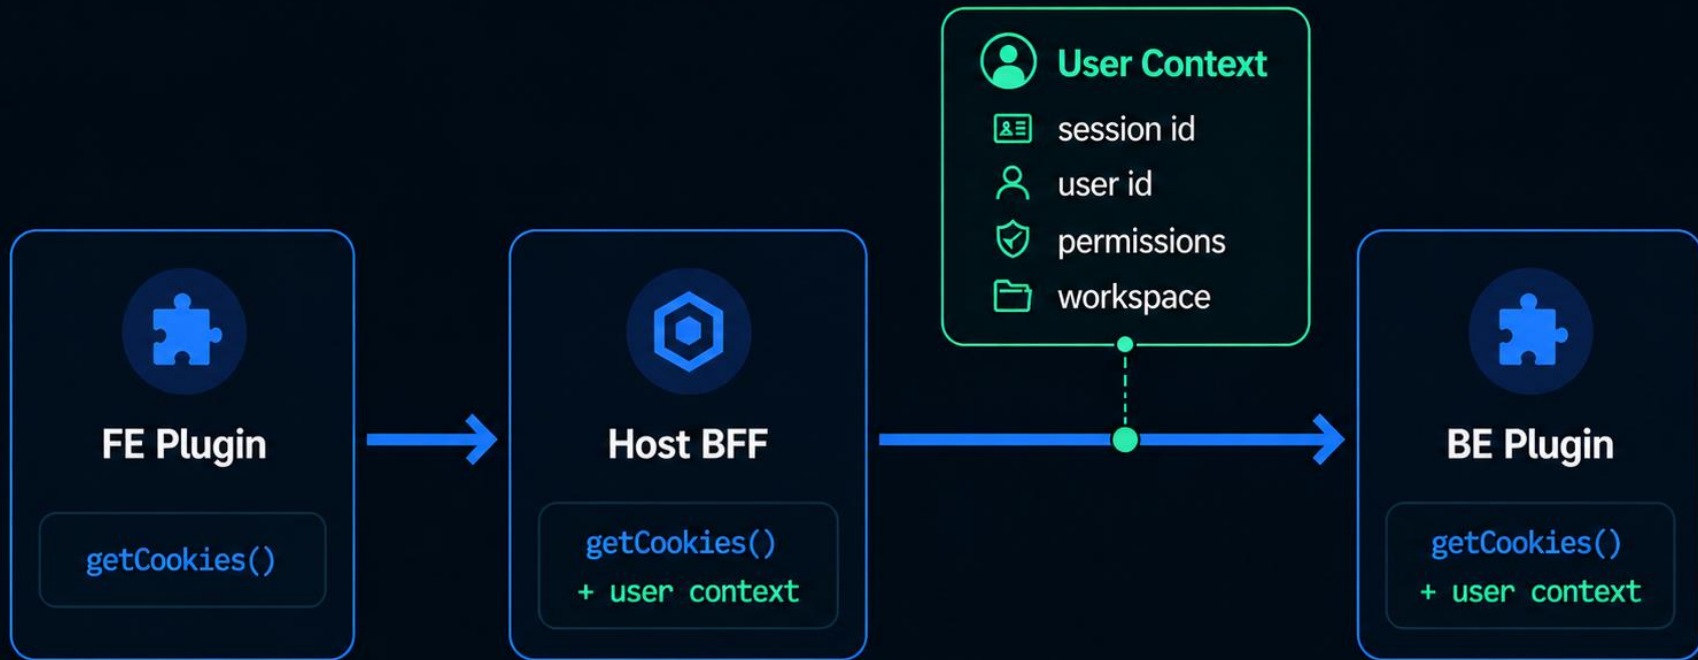 User Context
session id
user id
permissions
workspace
FE Plugin
getCookies()
Host BFF
getCookies()
+ user context
BE Plugin
getCookies()
+ user context